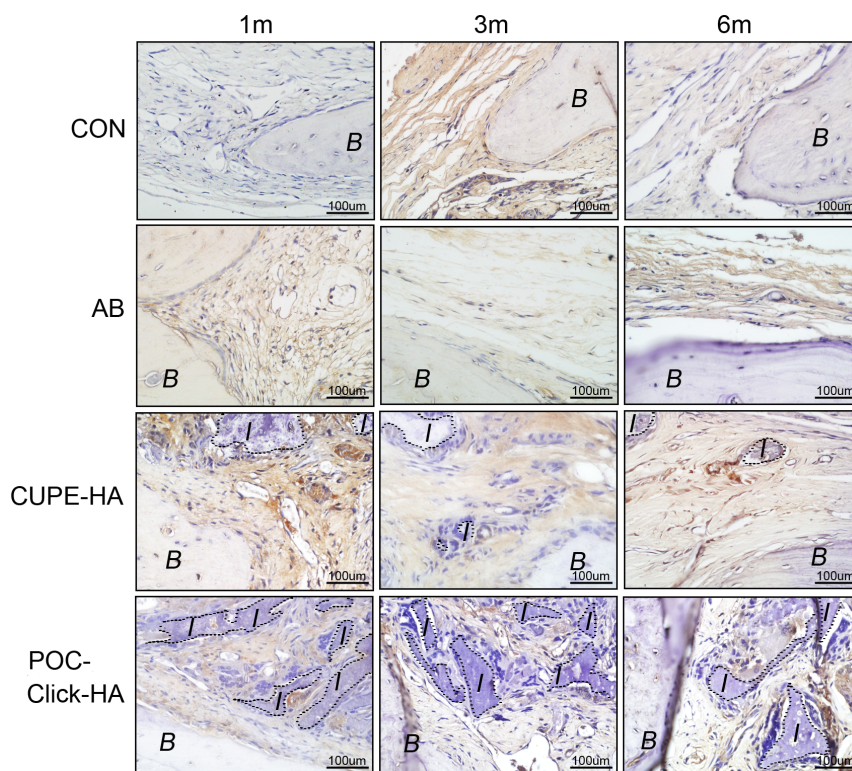 1m 3m 6m
CON B B B
100um 100um 100um
AB B B B
100um 100um 100um
CUPE-HA I I I I I I
B B B
100um 100um 100um
POC-
Click-HA I I I I I I I I I I I I I
B B B
100um 100um 100um